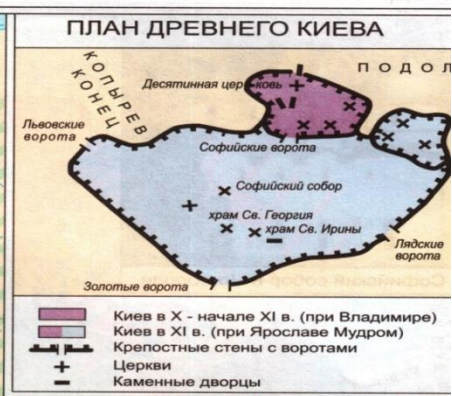 ПЛАН ДРЕВНЕГО КИЕВА
КОПЫРЕВ
КОНЕЦ
ПОДОЛ
Десятинная церковь
Львовские
ворота
Софийские ворота
Софийский собор
храм Св. Георгия
храм Св. Ирины
Лядские
ворота
Золотые ворота
Киев в X - начале XI в. (при Владимире)
Киев в XI в. (при Ярославе Мудром)
Крепостные стены с воротами
Церкви
Каменные дворцы